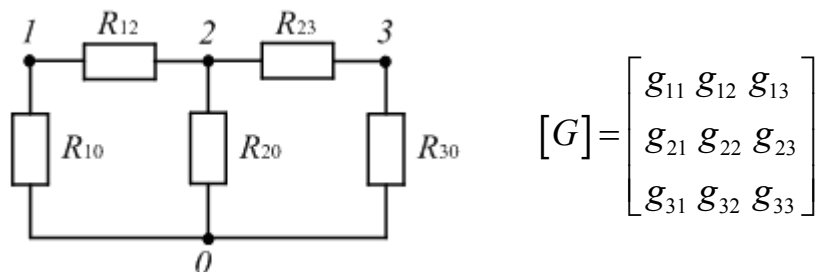 1 R12 2 R23 3
R10 R20 R30
0
[G] = [g11 g12 g13
g21 g22 g23
g31 g32 g33]